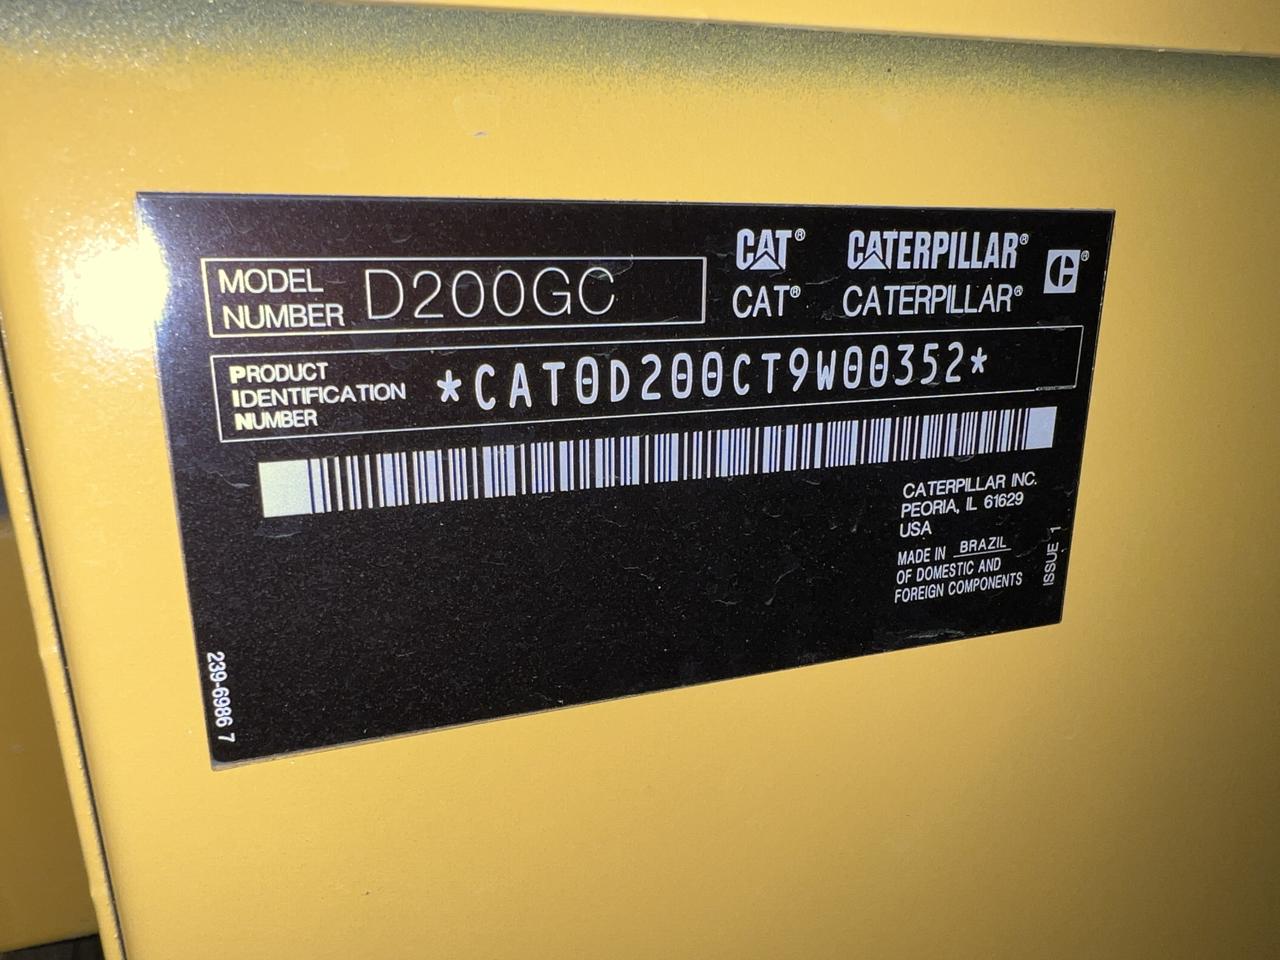 MODEL NUMBER D200GC
CAT® CATERPILLAR®
CAT® CATERPILLAR®
PRODUCT
IDENTIFICATION
NUMBER
*CAT0D200CT9W00352*
CATERPILLAR INC.
PEORIA, IL 61629
USA
MADE IN BRAZIL
OF DOMESTIC AND
FOREIGN COMPONENTS
ISSUE 1
239-6986 7